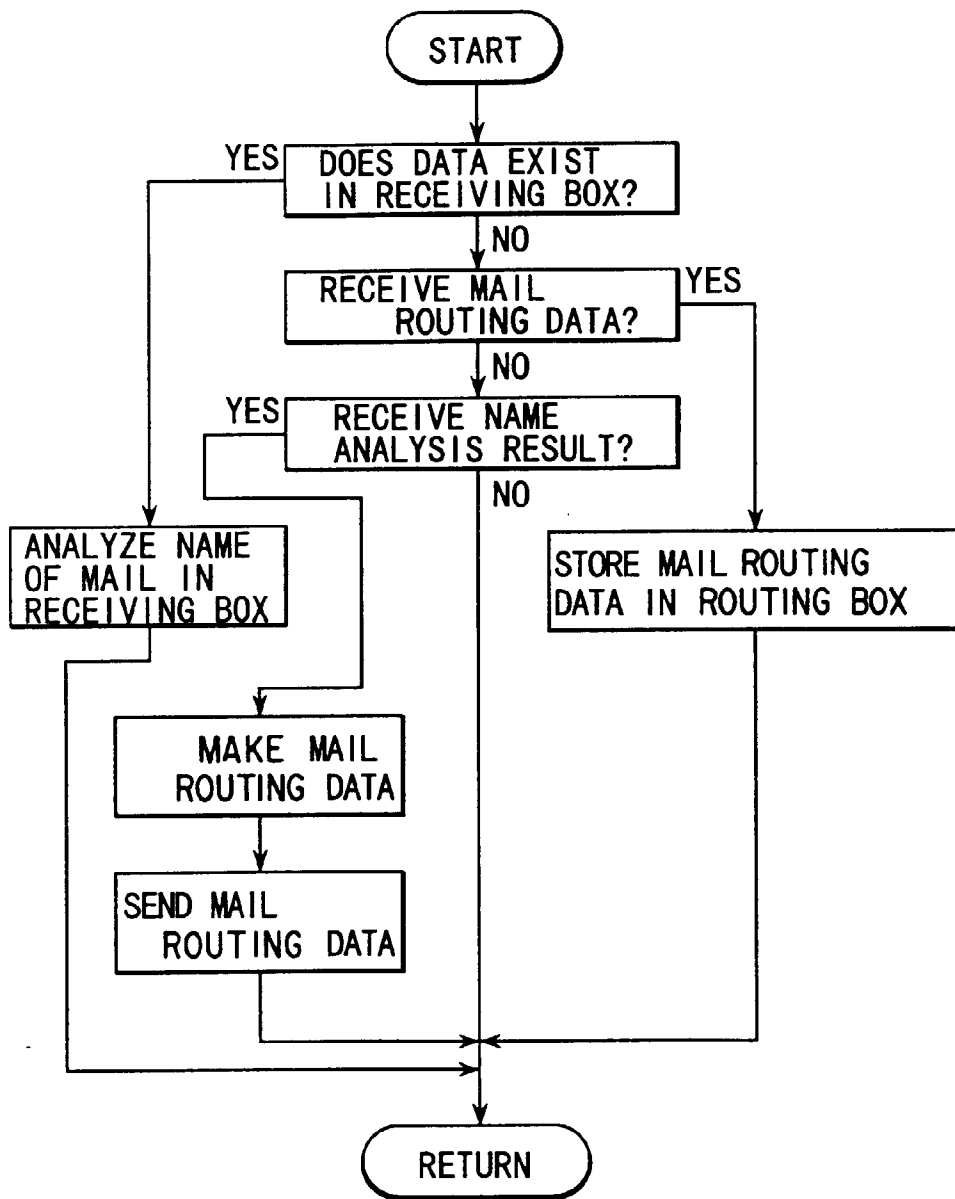 START
YES
DOES DATA EXIST
IN RECEIVING BOX?
NO
RECEIVE MAIL
ROUTING DATA?
YES
NO
YES
RECEIVE NAME
ANALYSIS RESULT?
NO
ANALYZE NAME
OF MAIL IN
RECEIVING BOX
STORE MAIL ROUTING
DATA IN ROUTING BOX
MAKE MAIL
ROUTING DATA
SEND MAIL
ROUTING DATA
RETURN